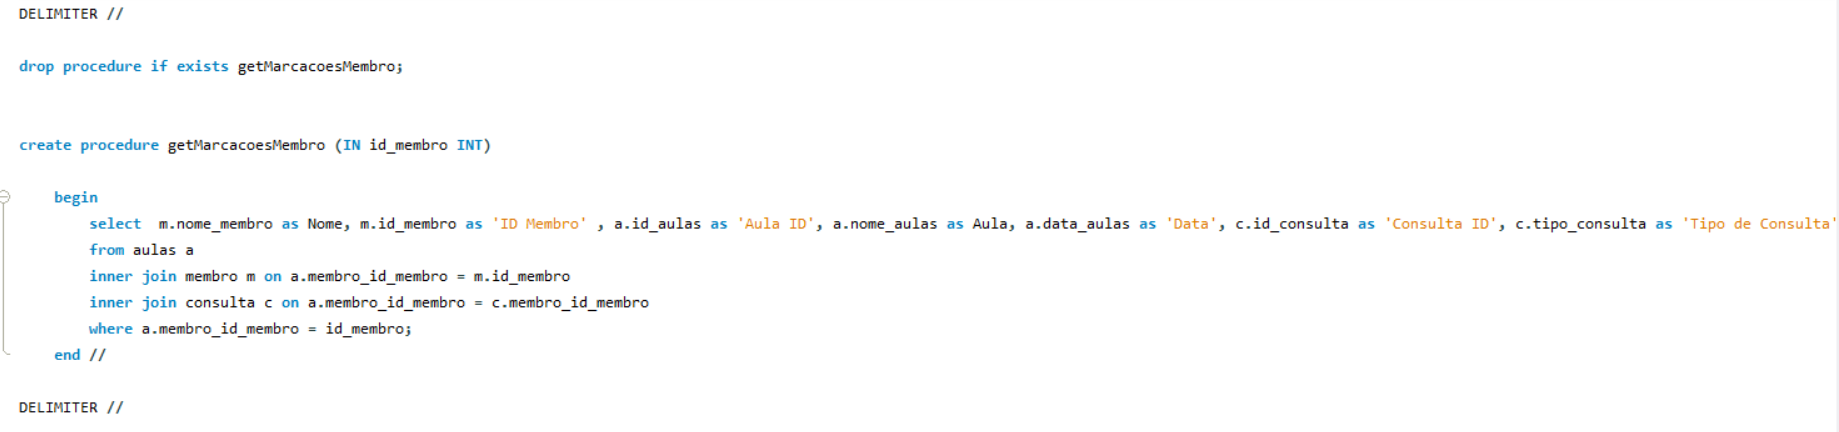 DELIMITER //
drop procedure if exists getMarcacoesMembro;
create procedure getMarcacoesMembro (IN id_membro INT)
begin
select  m.nome_membro as Nome, m.id_membro as 'ID Membro' , a.id_aulas as 'Aula ID', a.nome_aulas as Aula, a.data_aulas as 'Data', c.id_consulta as 'Consulta ID', c.tipo_consulta as 'Tipo de Consulta'
from aulas a
inner join membro m on a.membro_id_membro = m.id_membro
inner join consulta c on a.membro_id_membro = c.membro_id_membro
where a.membro_id_membro = id_membro;
end //
DELIMITER //